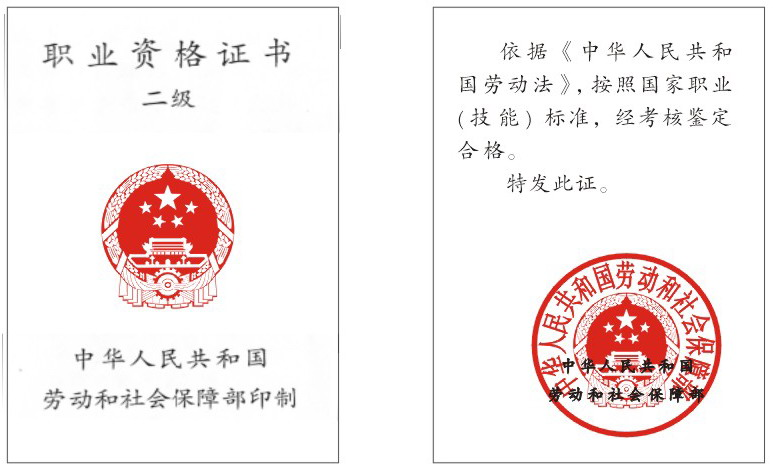 职业资格证书
二级
中华人民共和国
劳动和社会保障部印制
依据《中华人民共和
国劳动法》，按照国家职业
(技能) 标准，经考核鉴定
合格。
特发此证。
中华人民共和国劳动和社会保障部
中华人民共和国
劳动和社会保障部